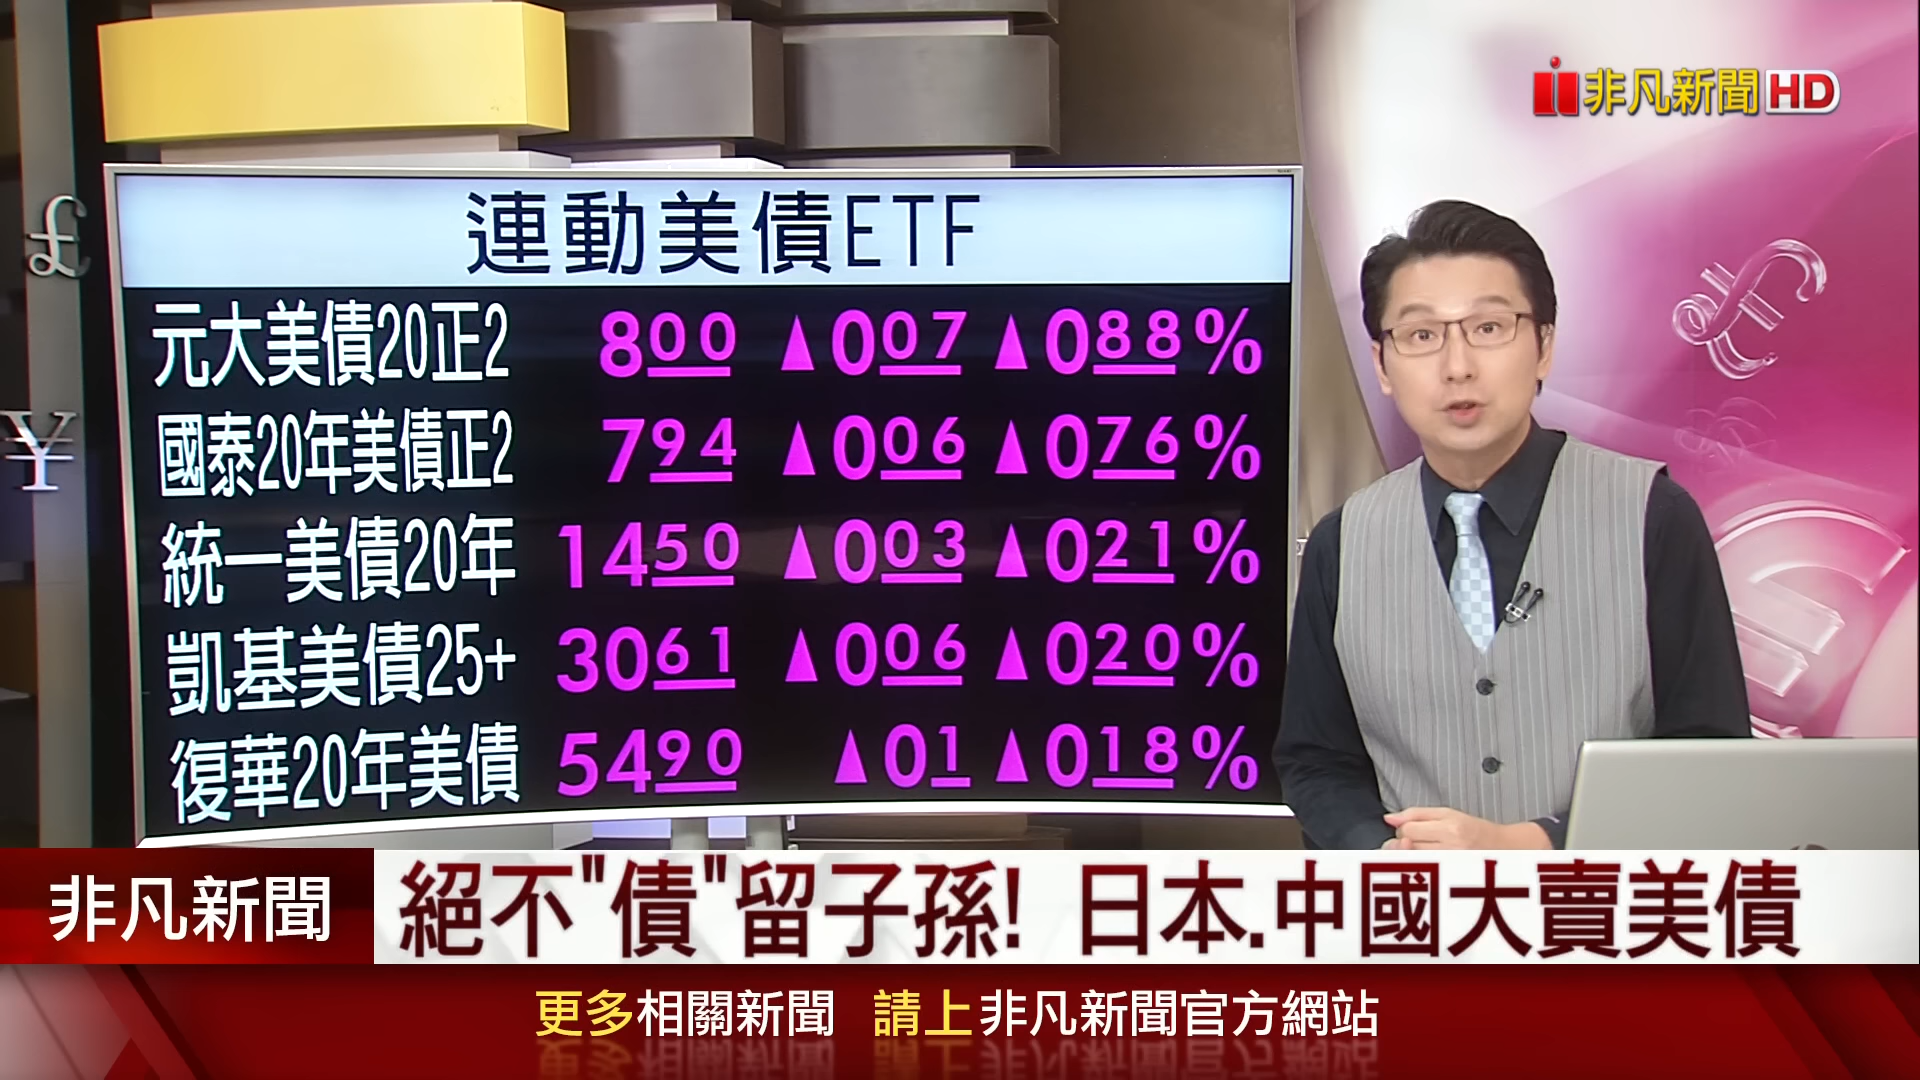 非凡新聞HD
連動美債ETF
元大美債20正2 800 ▲007 ▲088%
國泰20年美債正2 794 ▲006 ▲076%
統一美債20年 1450 ▲003 ▲021%
凱基美債25+ 3061 ▲006 ▲020%
復華20年美債 5490 ▲01 ▲018%
£
¥
非凡新聞
絕不"債"留子孫! 日本.中國大賣美債
更多相關新聞 請上非凡新聞官方網站